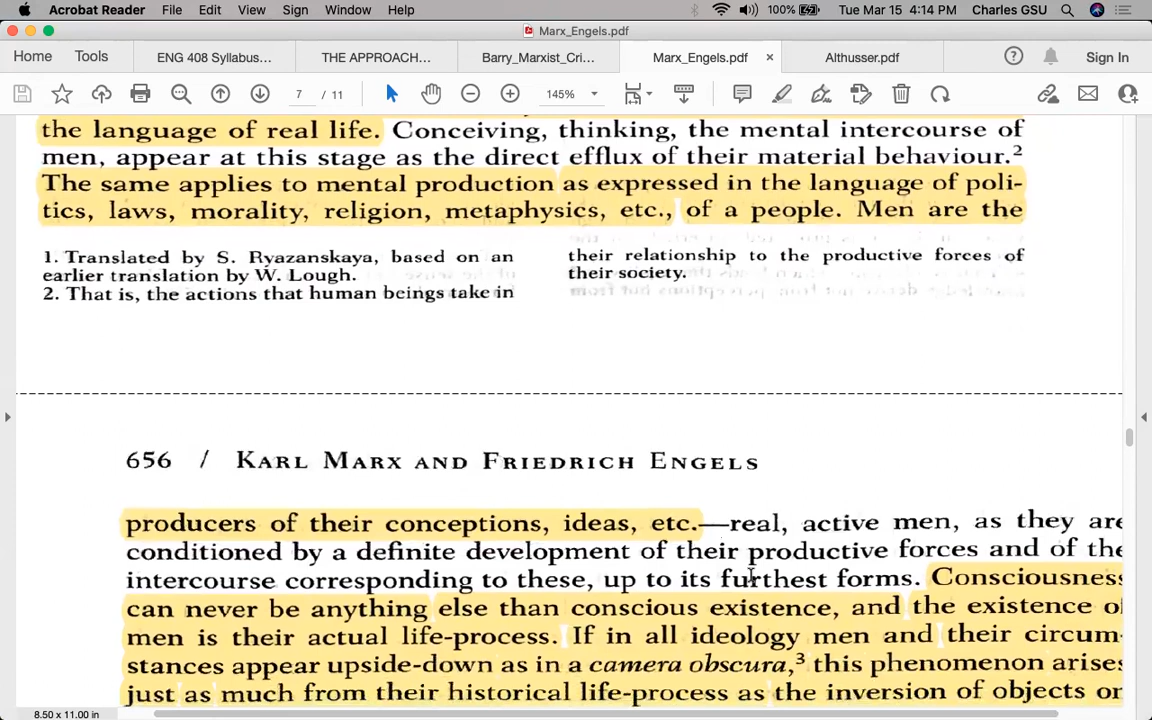 Acrobat Reader File Edit View Sign Window Help 100% Tue Mar 15 4:14 PM Charles GSU
Marx_Engels.pdf
Home Tools ENG 408 Syllabus... THE APPROACH... Barry_Marxist_Cri... Marx_Engels.pdf × Althusser.pdf ? Sign In
7 / 11 145%
the language of real life. Conceiving, thinking, the mental intercourse of
men, appear at this stage as the direct efflux of their material behaviour.²
The same applies to mental production as expressed in the language of poli-
tics, laws, morality, religion, metaphysics, etc., of a people. Men are the
1. Translated by S. Ryazanskaya, based on an
earlier translation by W. Lough.
2. That is, the actions that human beings take in
their relationship to the productive forces of
their society.
656 / KARL MARX AND FRIEDRICH ENGELS
producers of their conceptions, ideas, etc.—real, active men, as they are
conditioned by a definite development of their productive forces and of the
intercourse corresponding to these, up to its furthest forms. Consciousness
can never be anything else than conscious existence, and the existence of
men is their actual life-process. If in all ideology men and their circum-
stances appear upside-down as in a camera obscura,³ this phenomenon arises
just as much from their historical life-process as the inversion of objects on
8.50 x 11.00 in